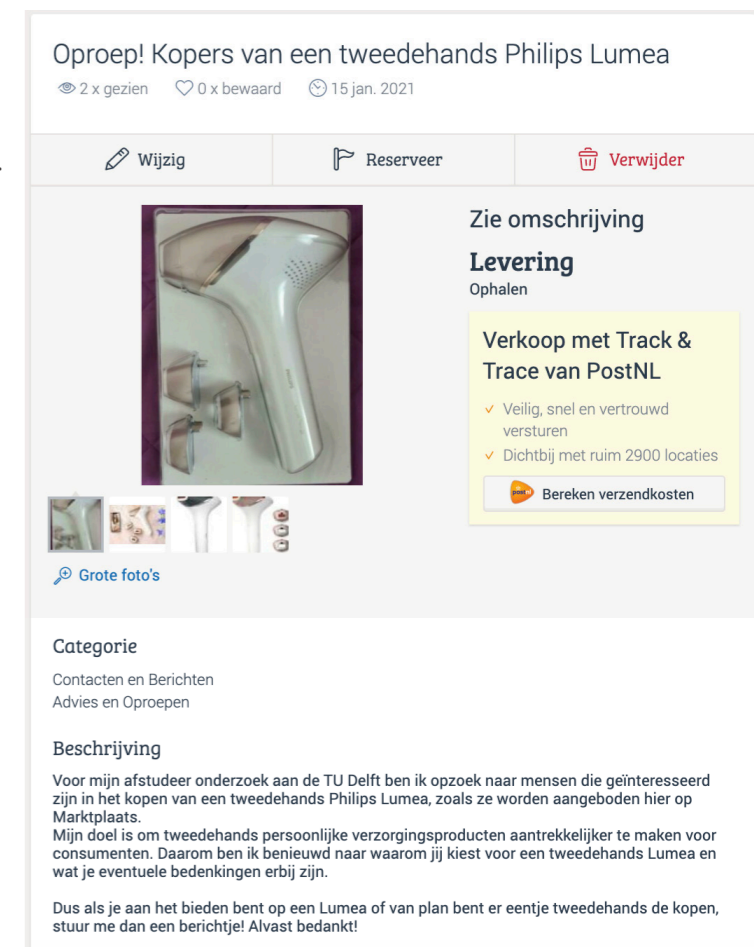 Oproep! Kopers van een tweedehands Philips Lumea
2 x gezien 0 x bewaard 15 jan. 2021
Wijzig Reserveer Verwijder
Zie omschrijving
Levering
Ophalen
Verkoop met Track &
Trace van PostNL
Veilig, snel en vertrouwd
versturen
Dichtbij met ruim 2900 locaties
postnl Bereken verzendkosten
Grote foto's
Categorie
Contacten en Berichten
Advies en Oproepen
Beschrijving
Voor mijn afstudeer onderzoek aan de TU Delft ben ik opzoek naar mensen die geïnteresseerd
zijn in het kopen van een tweedehands Philips Lumea, zoals ze worden aangeboden hier op
Marktplaats.
Mijn doel is om tweedehands persoonlijke verzorgingsproducten aantrekkelijker te maken voor
consumenten. Daarom ben ik benieuwd naar waarom jij kiest voor een tweedehands Lumea en
wat je eventuele bedenkingen erbij zijn.
Dus als je aan het bieden bent op een Lumea of van plan bent er eentje tweedehands de kopen,
stuur me dan een berichtje! Alvast bedankt!